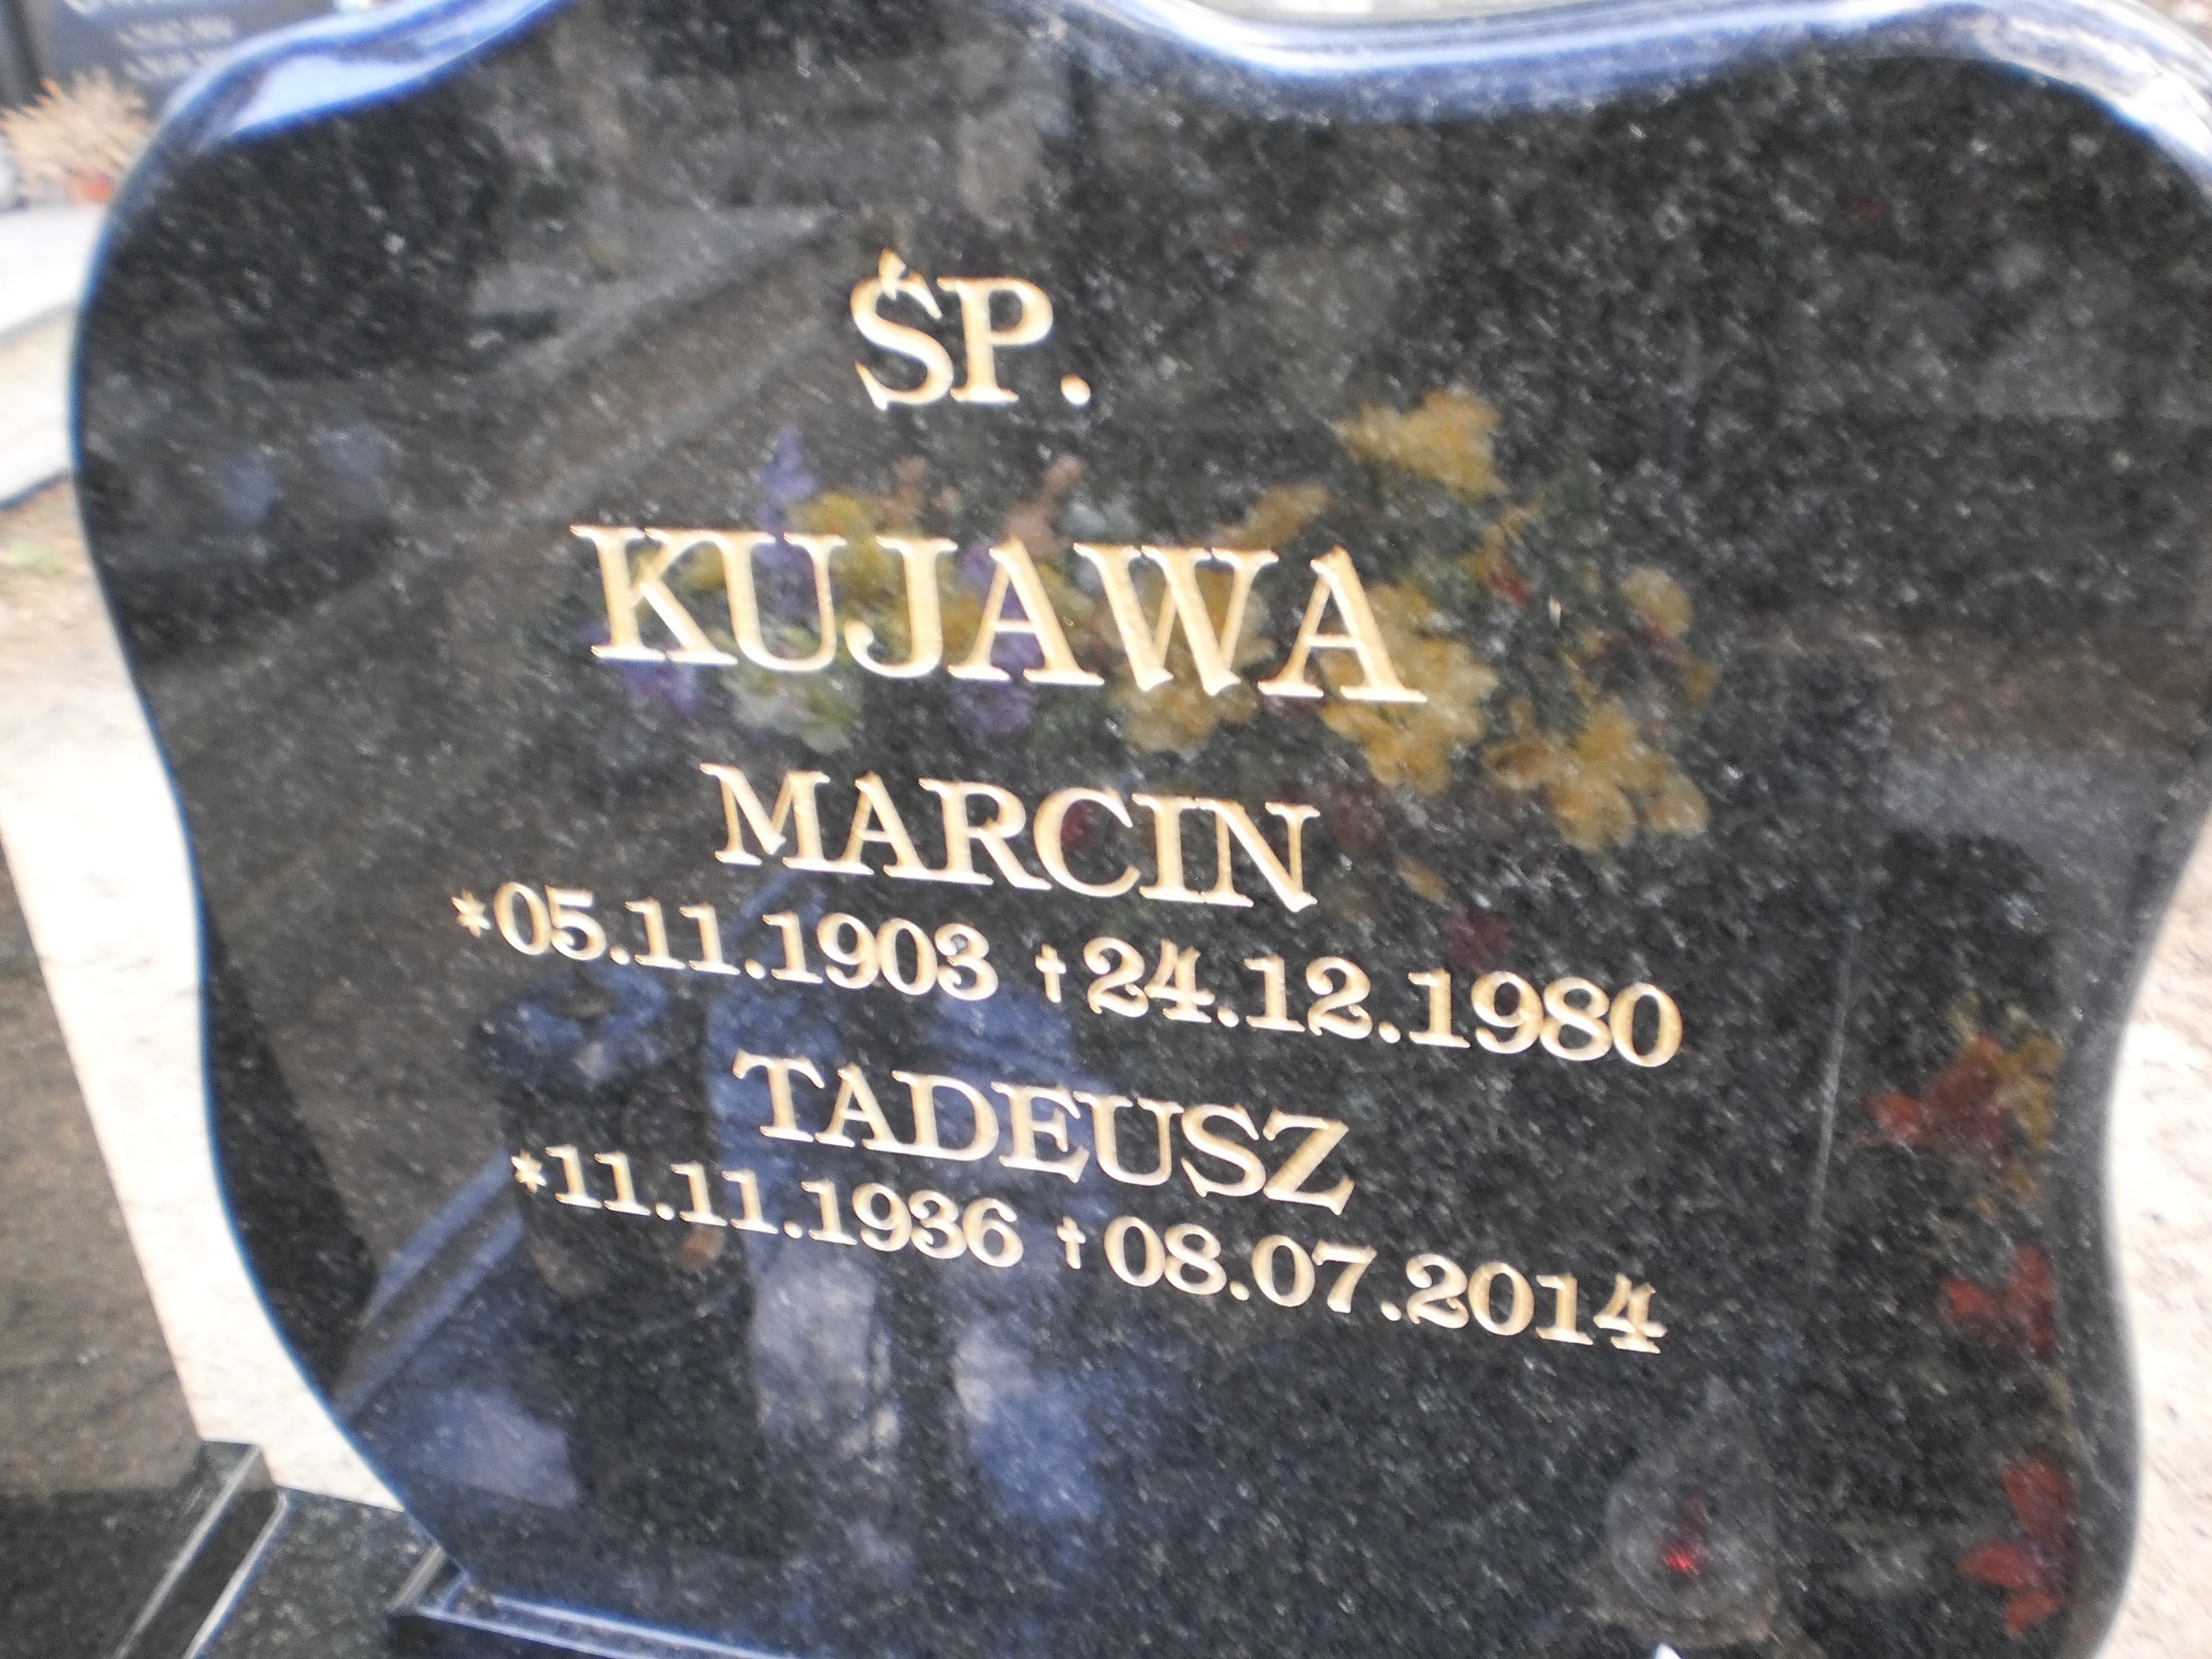 ŚP.
KUJAWA
MARCIN
*05.11.1903 †24.12.1980
TADEUSZ
*11.11.1936 †08.07.2014